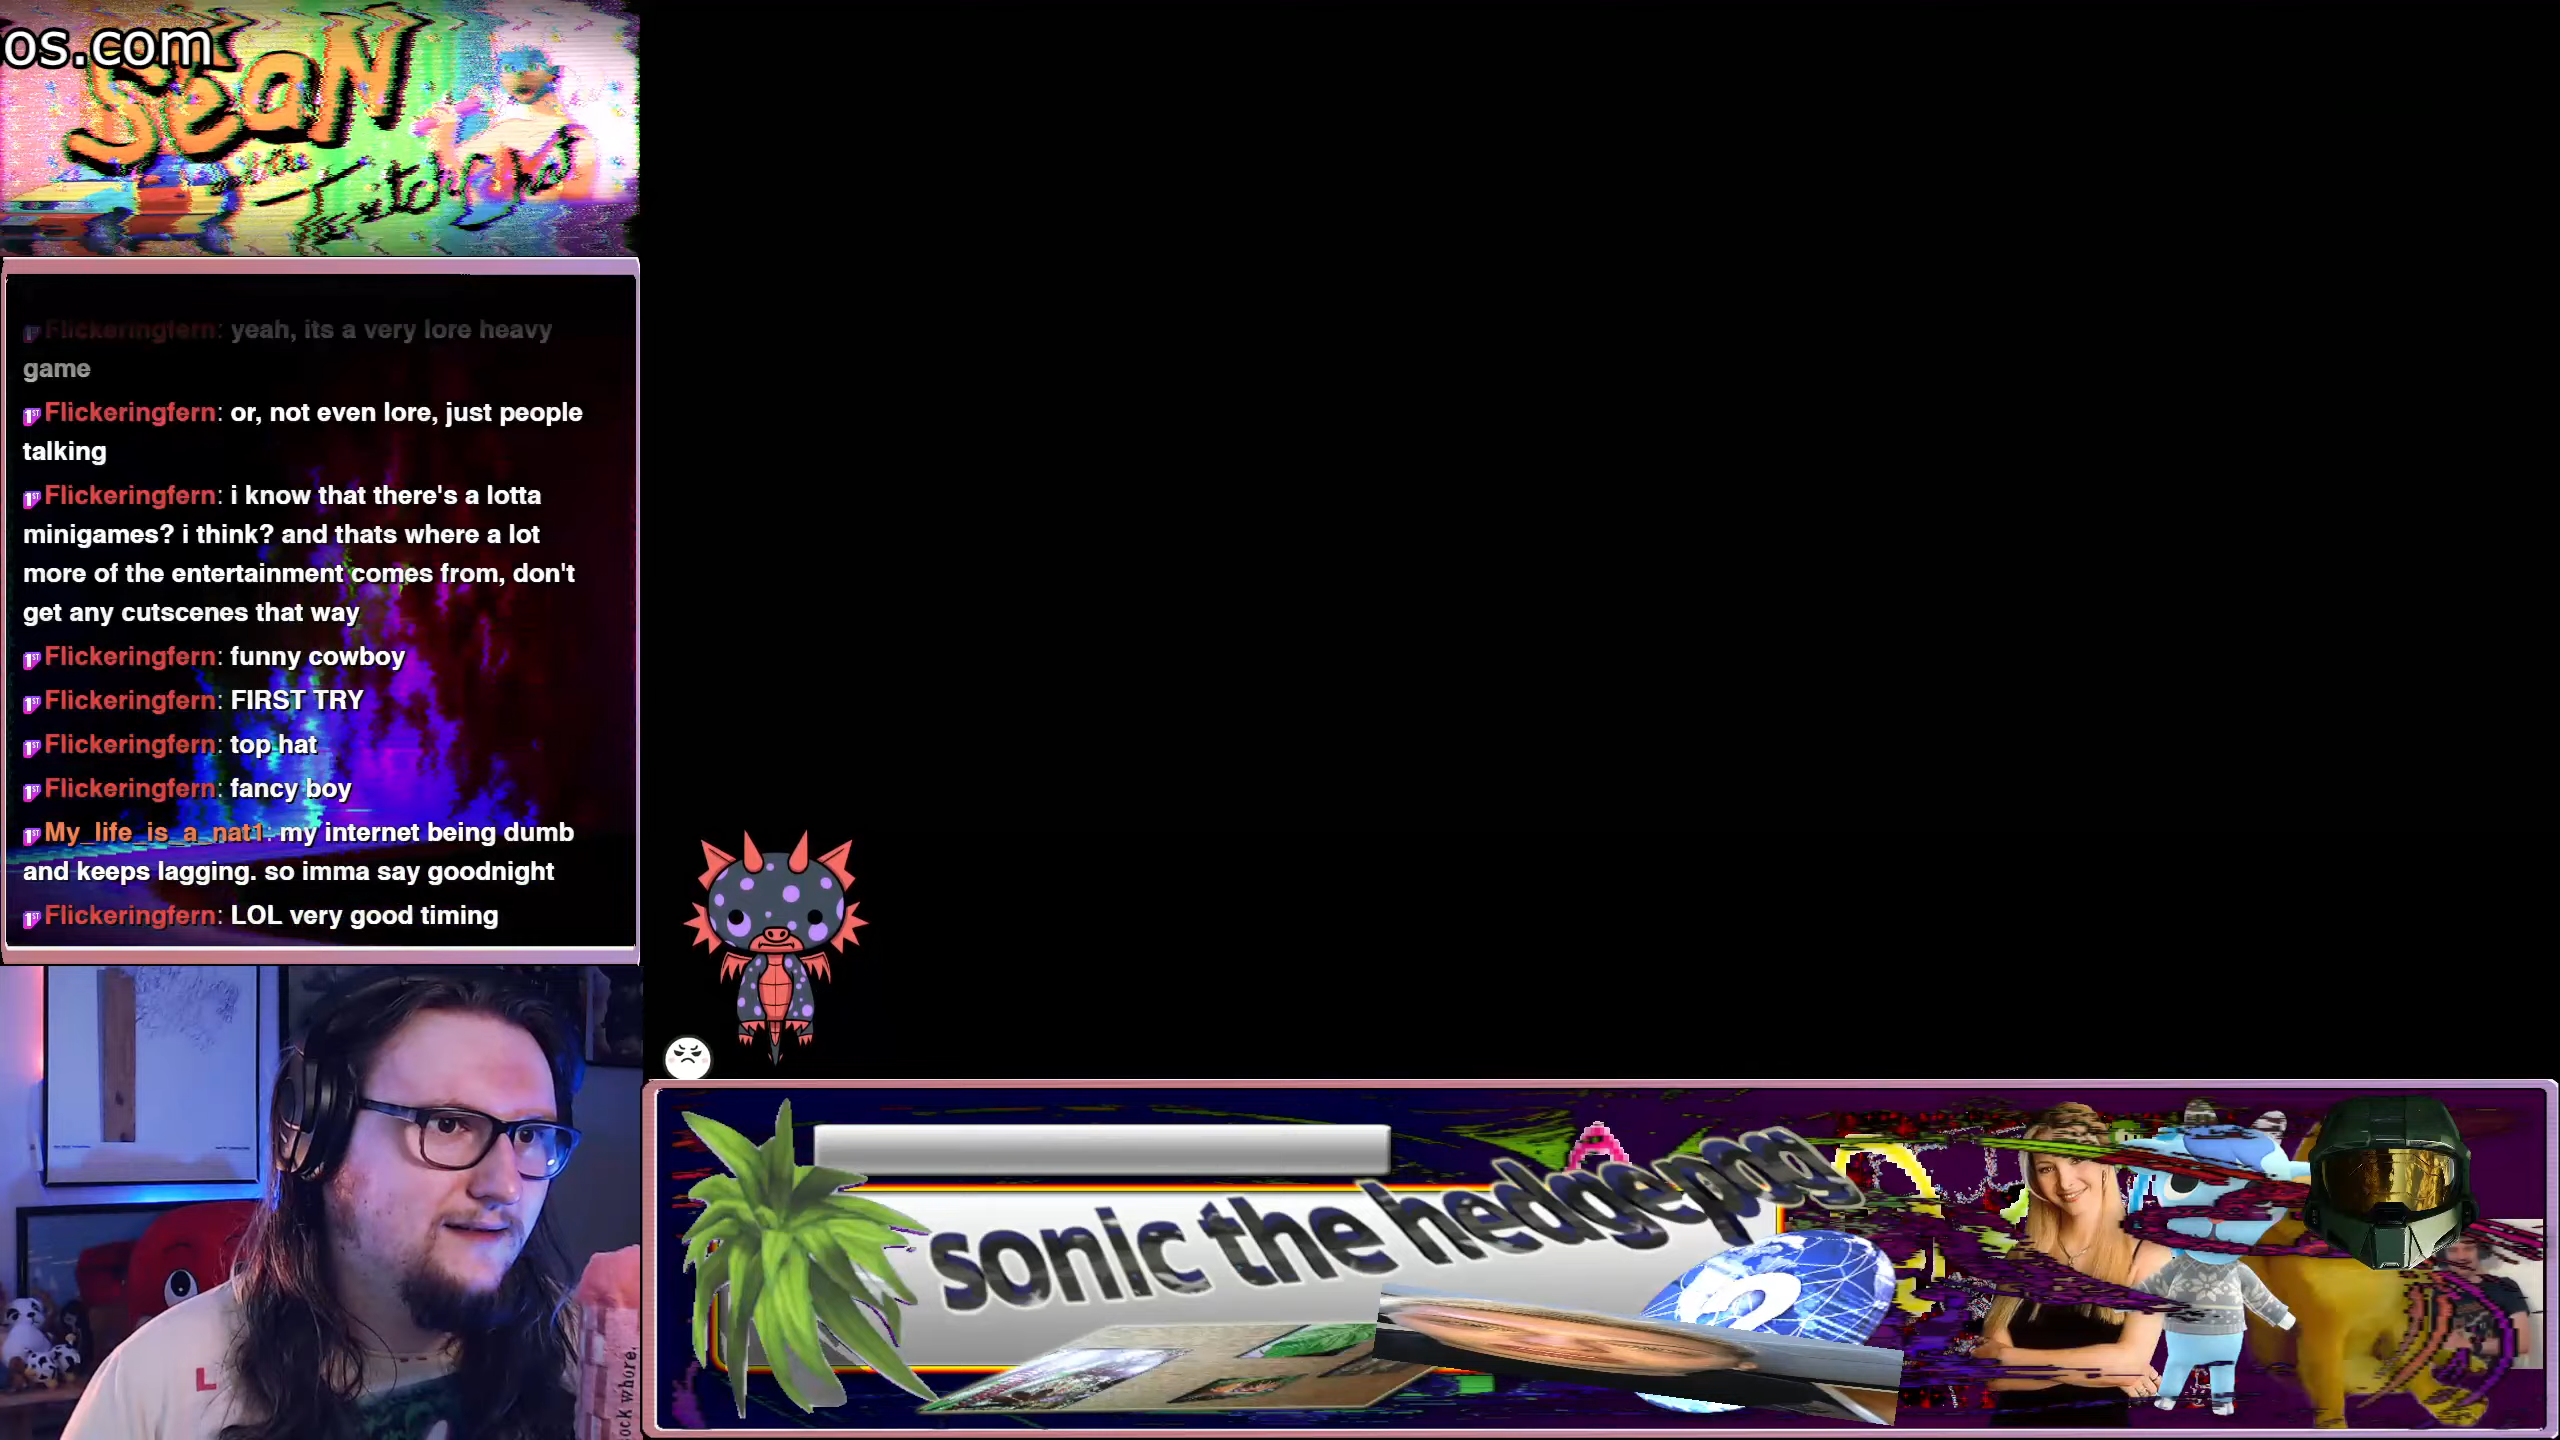 os.com
Sean
Flickeringfern: yeah, its a very lore heavy
game
Flickeringfern: or, not even lore, just people
talking
Flickeringfern: i know that there's a lotta
minigames? i think? and thats where a lot
more of the entertainment comes from, don't
get any cutscenes that way
Flickeringfern: funny cowboy
Flickeringfern: FIRST TRY
Flickeringfern: top hat
Flickeringfern: fancy boy
My_life_is_a_nat1: my internet being dumb
and keeps lagging. so imma say goodnight
Flickeringfern: LOL very good timing
L
sonic the hedgepog
?